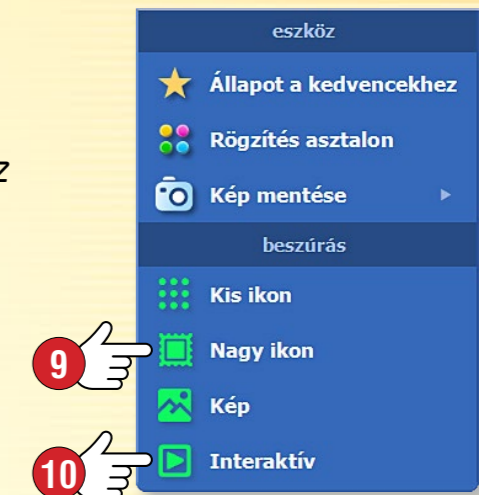 eszköz
Állapot a kedvencekhez
Rögzítés asztalon
z
Kép mentése
beszúrás
Kis ikon
9 Nagy ikon
Kép
10 Interaktív